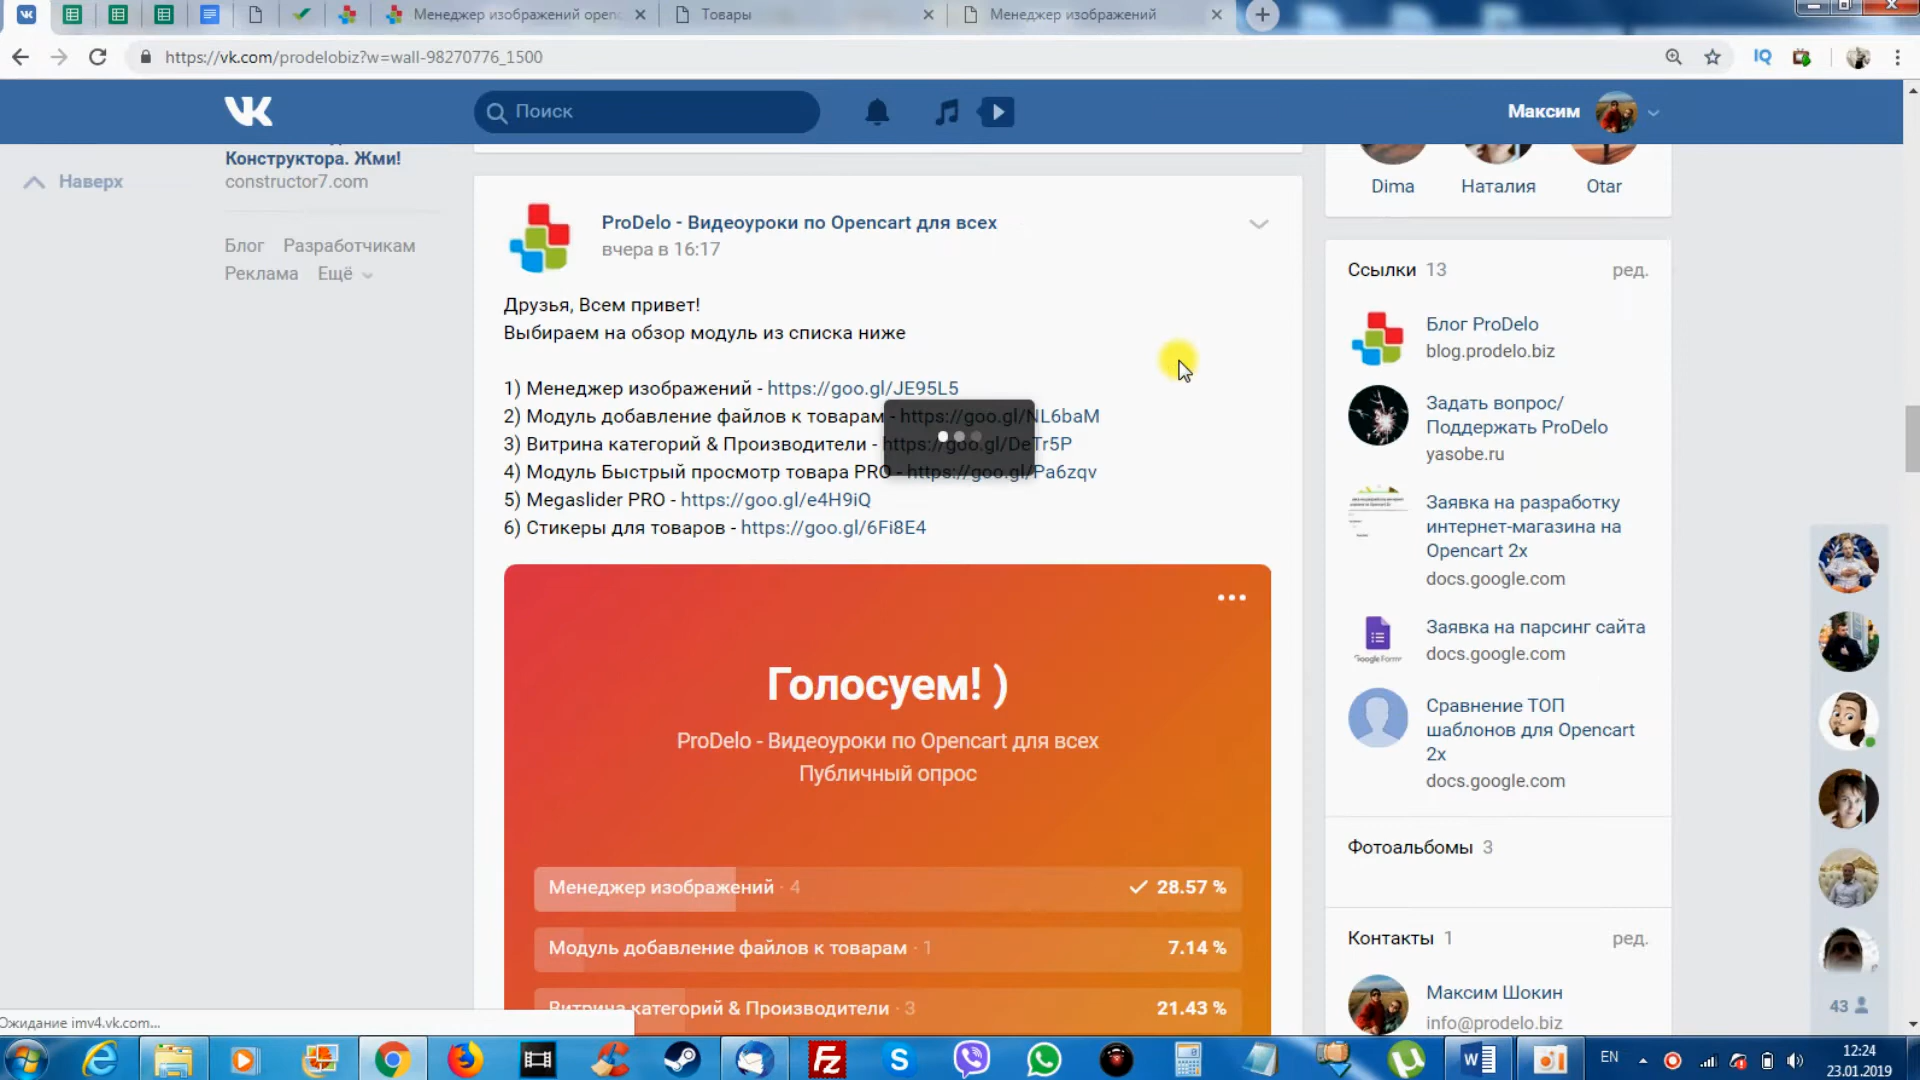 Менеджер изображений openc
Товары
Менеджер изображений
https://vk.com/prodelobiz?w=wall-98270776_1500
IQ
Поиск
Максим
Наверх
Конструктора. Жми!
constructor7.com
Блог Разработчикам
Реклама Ещё
ProDelo - Видеоуроки по Opencart для всех
вчера в 16:17
Друзья, Всем привет!
Выбираем на обзор модуль из списка ниже
1) Менеджер изображений - https://goo.gl/JE95L5
2) Модуль добавление файлов к товарам - https://goo.gl/NL6baM
3) Витрина категорий & Производители - https://goo.gl/DeTr5P
4) Модуль Быстрый просмотр товара PRO - https://goo.gl/Pa6zqv
5) Megaslider PRO - https://goo.gl/e4H9iQ
6) Стикеры для товаров - https://goo.gl/6Fi8E4
Голосуем! )
ProDelo - Видеоуроки по Opencart для всех
Публичный опрос
Менеджер изображений · 4 28.57 %
Модуль добавление файлов к товарам · 1 7.14 %
Витрина категорий & Производители · 3 21.43 %
Dima Наталия Otar
Ссылки 13 ред.
Блог ProDelo
blog.prodelo.biz
Задать вопрос/
Поддержать ProDelo
yasobe.ru
Заявка на разработку
интернет-магазина на
Opencart 2x
docs.google.com
Заявка на парсинг сайта
docs.google.com
Сравнение ТОП
шаблонов для Opencart
2x
docs.google.com
Фотоальбомы 3
Контакты 1 ред.
Максим Шокин
info@prodelo.biz
43
Ожидание imv4.vk.com...
EN
12:24
23.01.2019